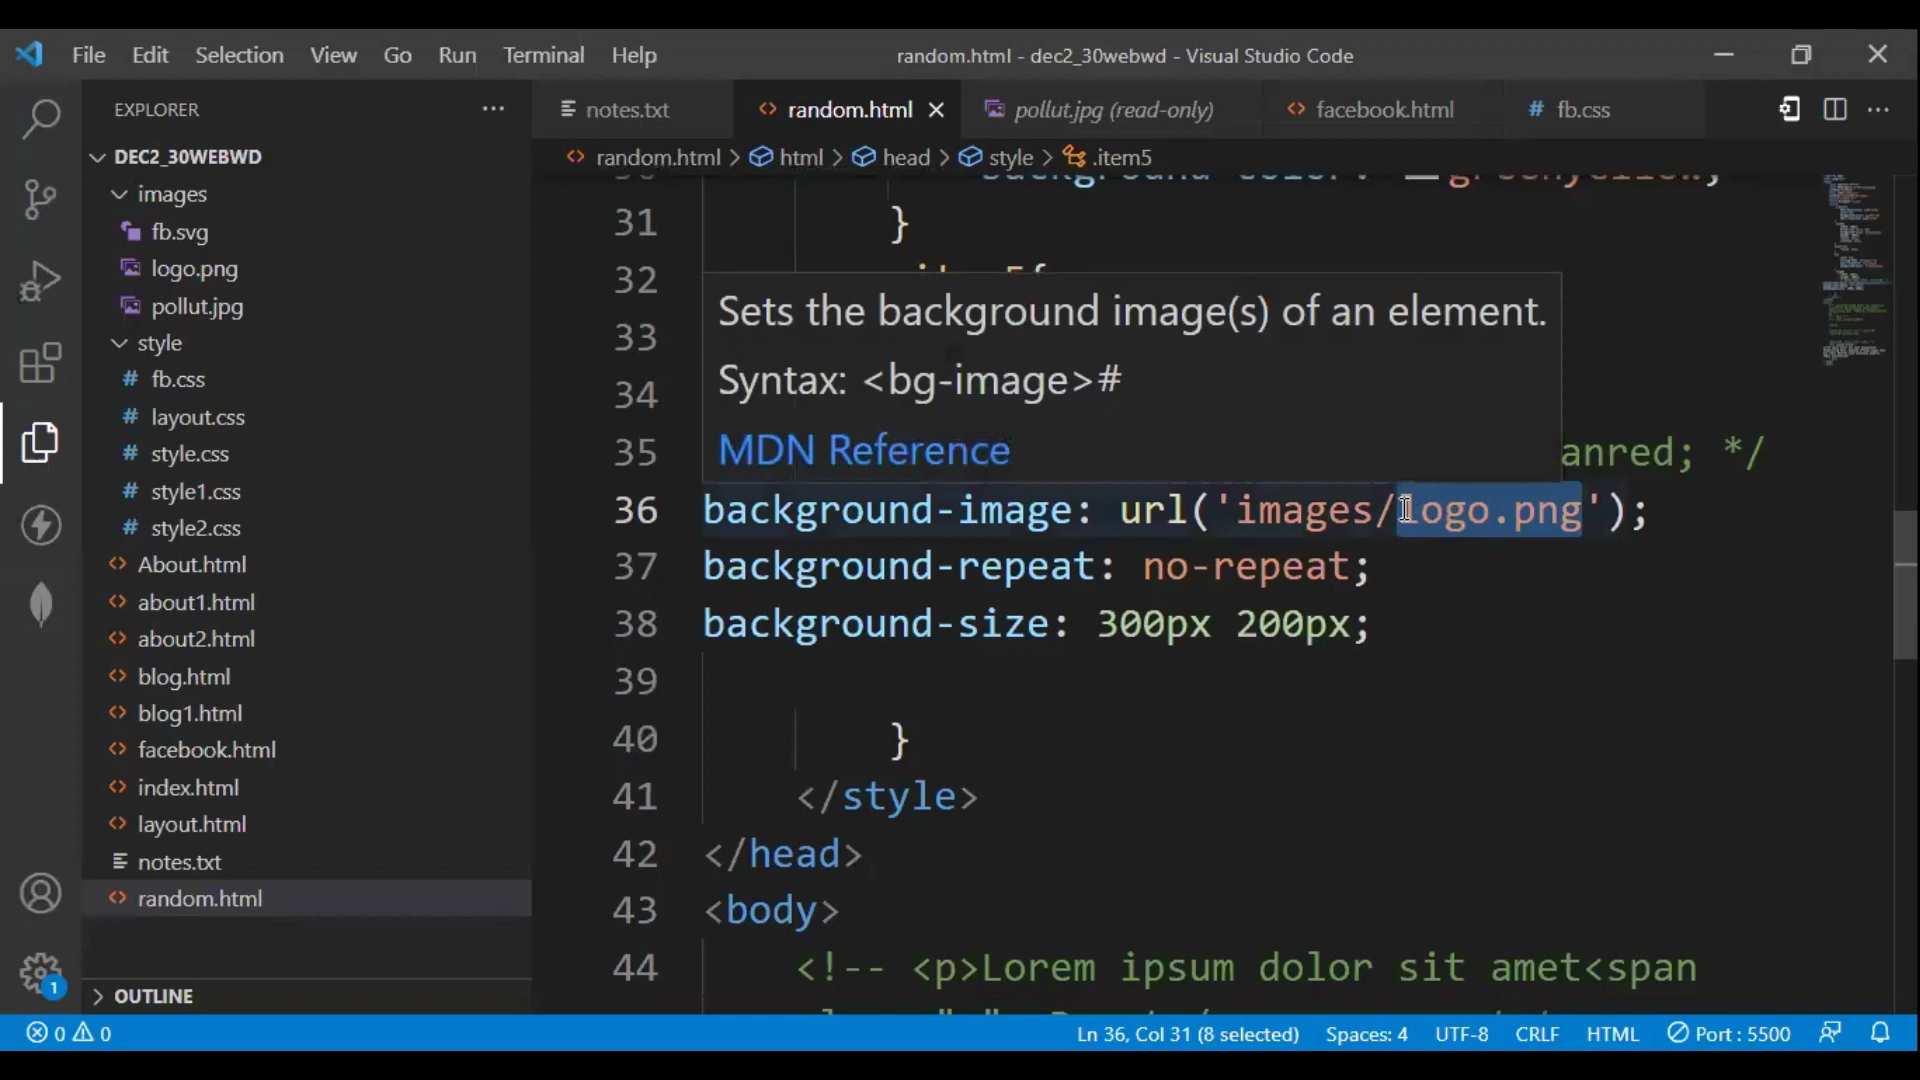 File Edit Selection View Go Run Terminal Help random.html - dec2_30webwd - Visual Studio Code
EXPLORER
DEC2_30WEBWD
images
fb.svg
logo.png
pollut.jpg
style
fb.css
layout.css
style.css
style1.css
style2.css
About.html
about1.html
about2.html
blog.html
blog1.html
facebook.html
index.html
layout.html
notes.txt
random.html
OUTLINE
notes.txt random.html pollut.jpg (read-only) facebook.html fb.css
random.html > html > head > style > .item5
31 }
32
33
34
Sets the background image(s) of an element.
Syntax: <bg-image>#
MDN Reference
35 anred; */
36 background-image: url('images/logo.png');
37 background-repeat: no-repeat;
38 background-size: 300px 200px;
39
40 }
41 </style>
42 </head>
43 <body>
44 <!-- <p>Lorem ipsum dolor sit amet<span
1
0 0 Ln 36, Col 31 (8 selected) Spaces: 4 UTF-8 CRLF HTML Port : 5500